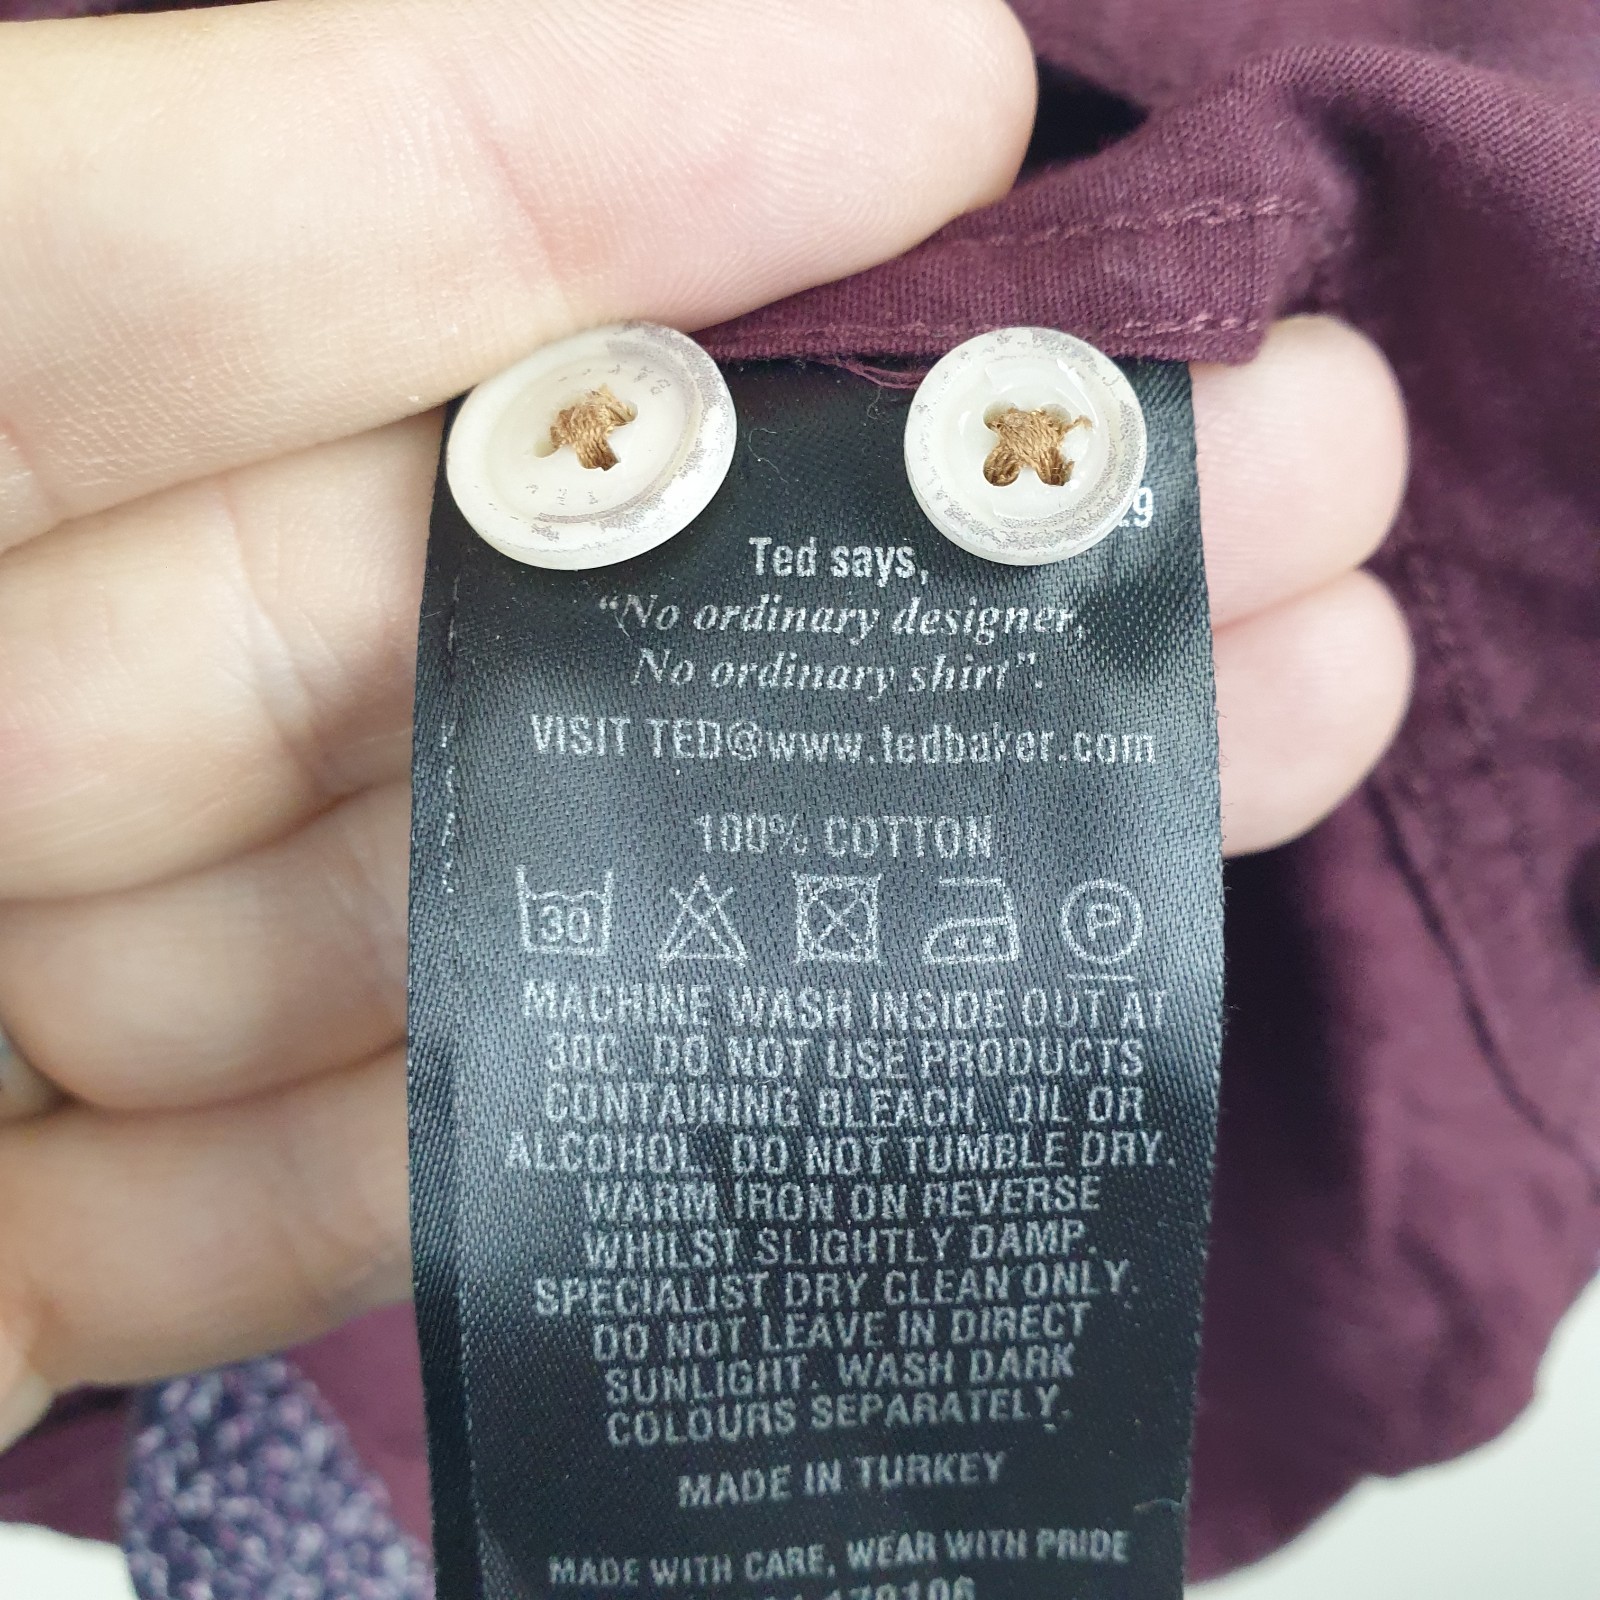 Ted says,
"No ordinary designer,
No ordinary shirt".
VISIT TED@www.tedbaker.com
100% COTTON
30 P
MACHINE WASH INSIDE OUT AT
30C. DO NOT USE PRODUCTS
CONTAINING BLEACH, OIL OR
ALCOHOL. DO NOT TUMBLE DRY.
WARM IRON ON REVERSE
WHILST SLIGHTLY DAMP.
SPECIALIST DRY CLEAN ONLY.
DO NOT LEAVE IN DIRECT
SUNLIGHT. WASH DARK
COLOURS SEPARATELY.
MADE IN TURKEY
MADE WITH CARE, WEAR WITH PRIDE